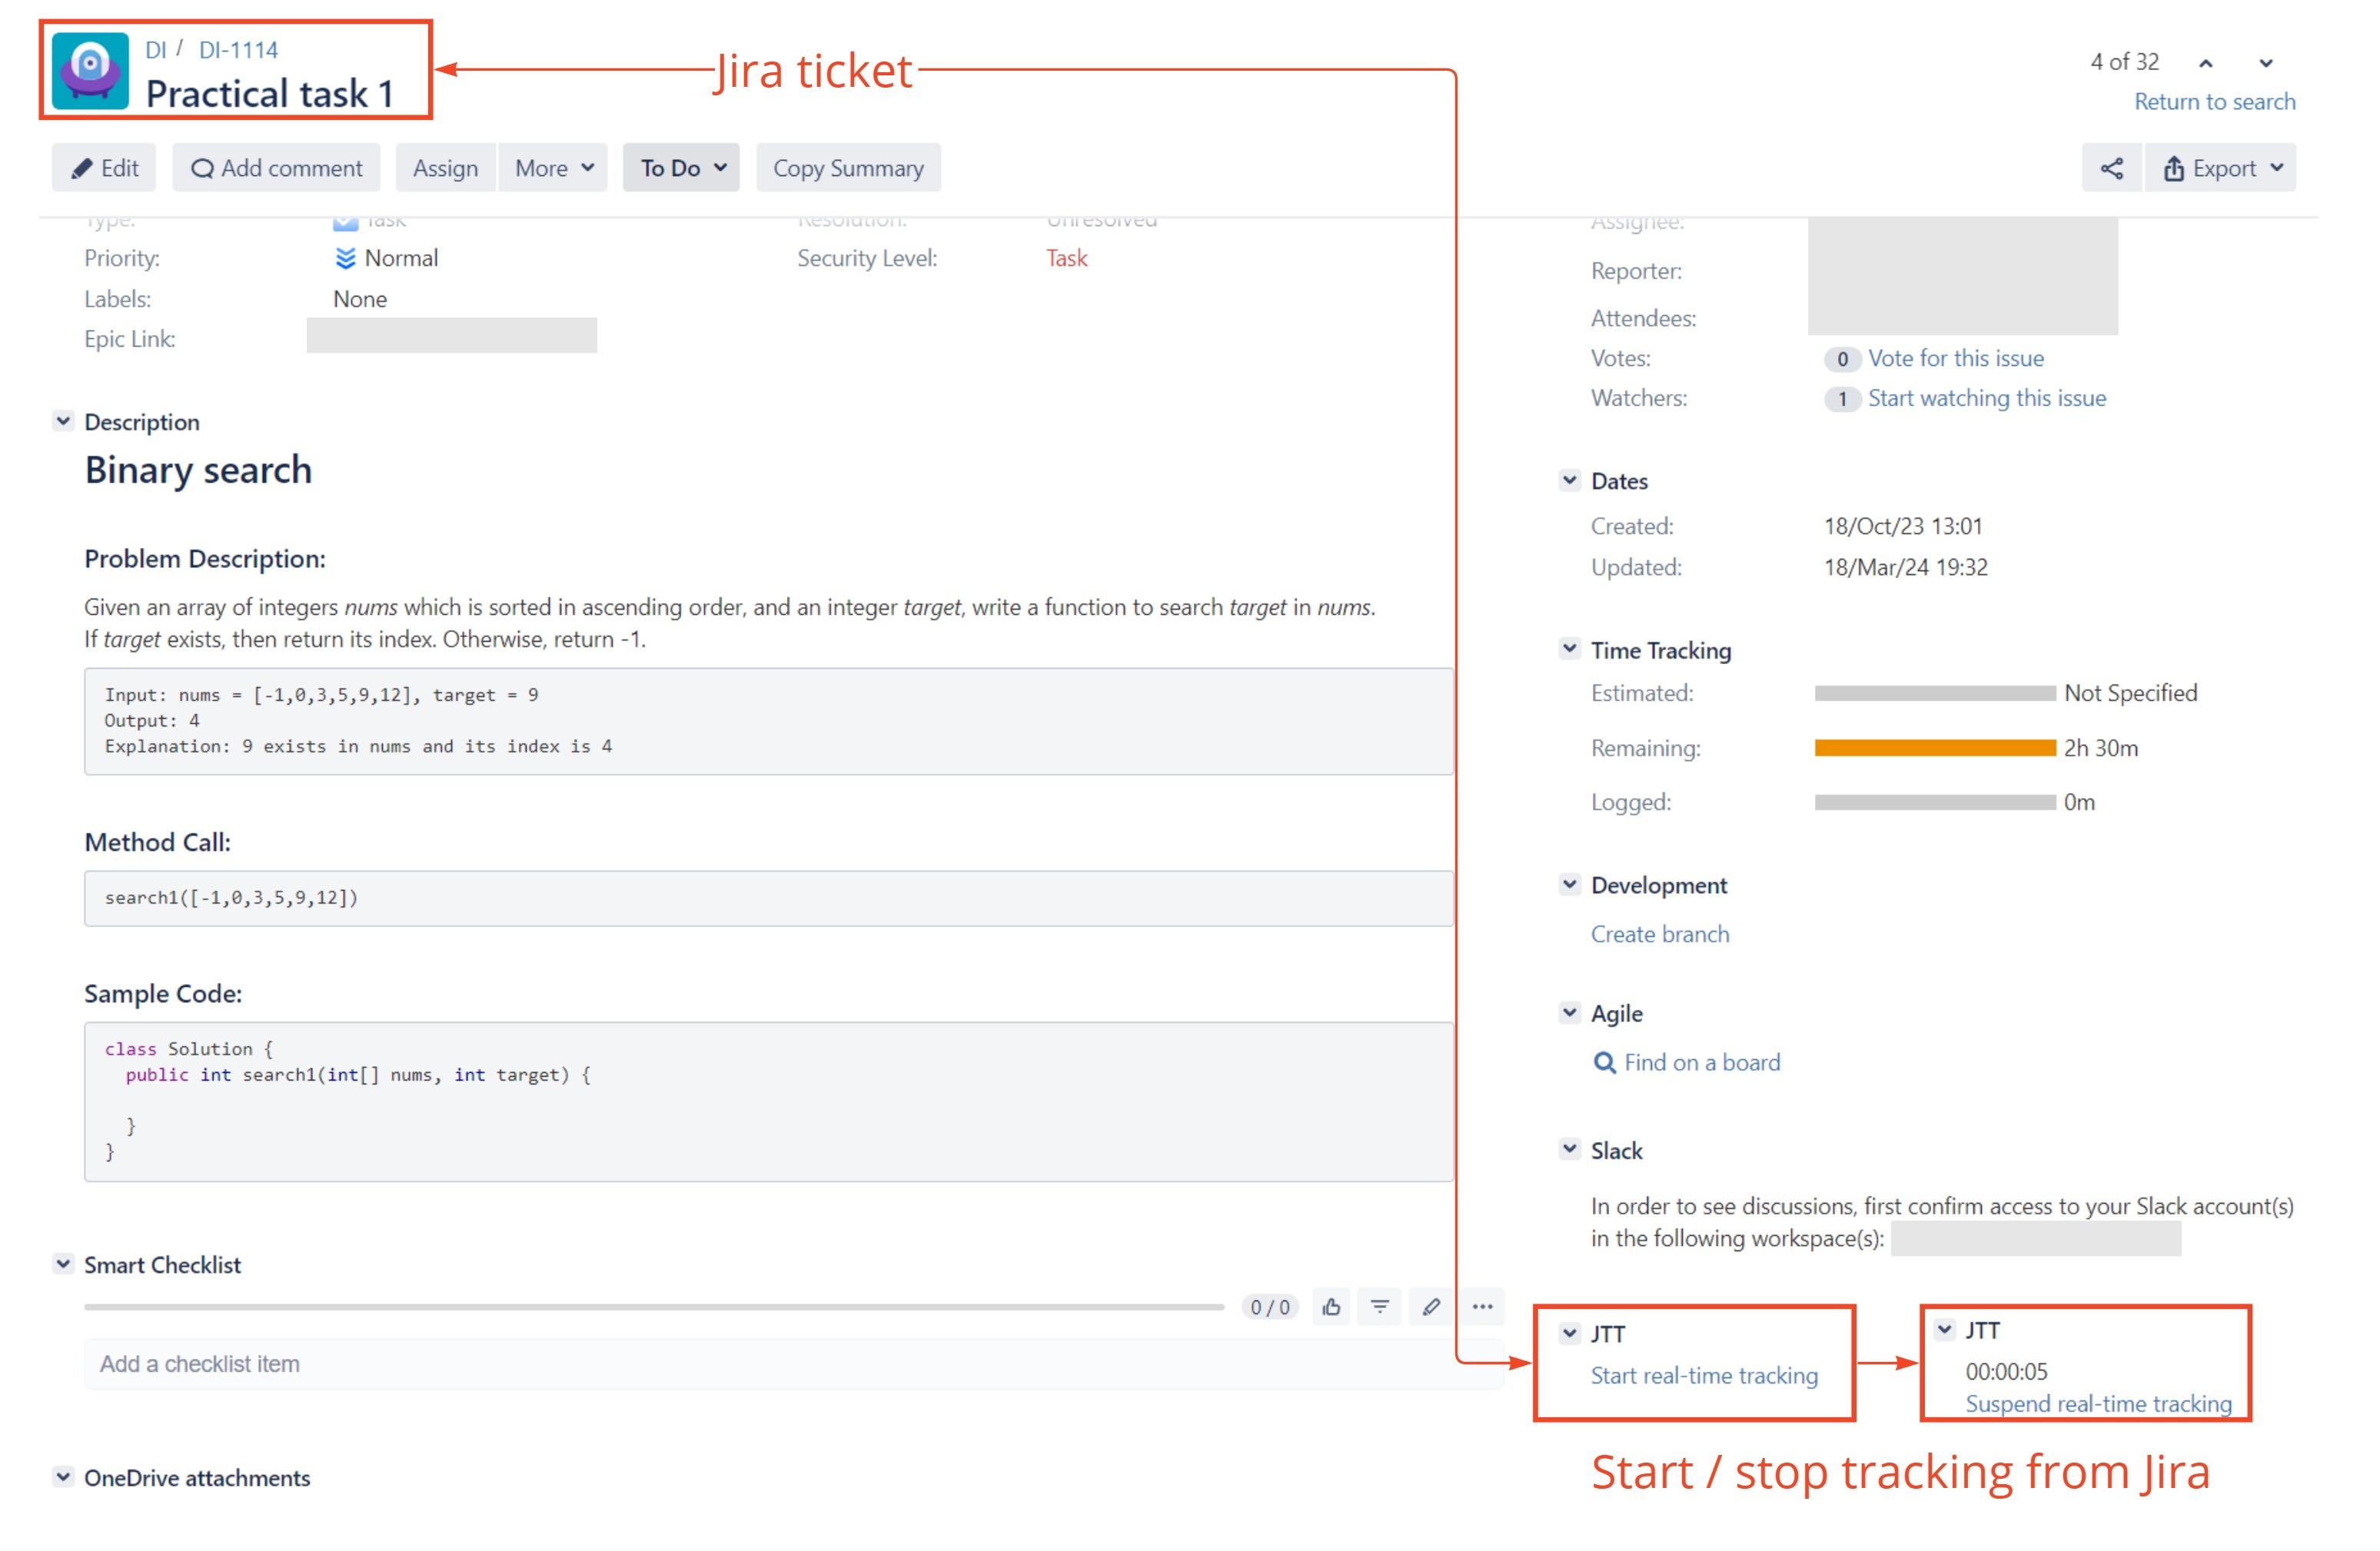 DI / DI-1114
Practical task 1
Jira ticket
4 of 32
Return to search
Edit
Add comment
Assign
More
To Do
Copy Summary
Export
Type: Task
Resolution: Unresolved
Priority: Normal
Security Level: Task
Labels: None
Epic Link:
Description
Binary search
Problem Description:
Given an array of integers nums which is sorted in ascending order, and an integer target, write a function to search target in nums.
If target exists, then return its index. Otherwise, return -1.
Input: nums = [-1,0,3,5,9,12], target = 9
Output: 4
Explanation: 9 exists in nums and its index is 4
Method Call:
search1([-1,0,3,5,9,12])
Sample Code:
class Solution {
public int search1(int[] nums, int target) {
}
}
Smart Checklist
0 / 0
Add a checklist item
OneDrive attachments
Assignee:
Reporter:
Attendees:
Votes: 0 Vote for this issue
Watchers: 1 Start watching this issue
Dates
Created: 18/Oct/23 13:01
Updated: 18/Mar/24 19:32
Time Tracking
Estimated: Not Specified
Remaining: 2h 30m
Logged: 0m
Development
Create branch
Agile
Find on a board
Slack
In order to see discussions, first confirm access to your Slack account(s)
in the following workspace(s):
JTT
Start real-time tracking
JTT
00:00:05
Suspend real-time tracking
Start / stop tracking from Jira